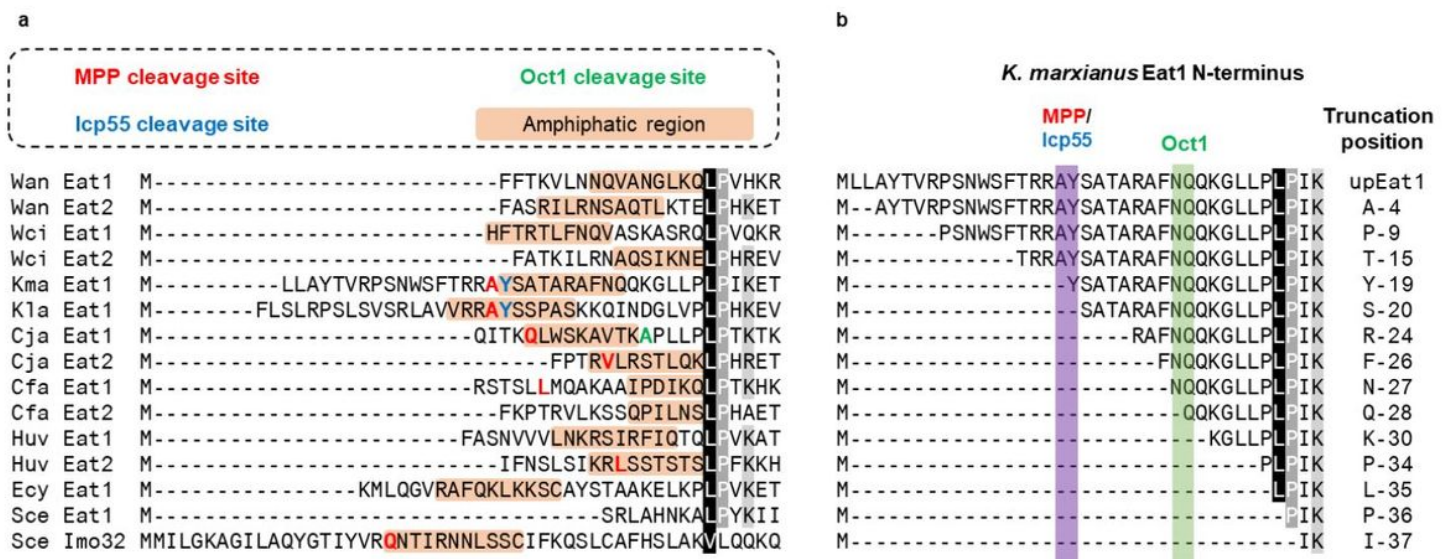 a
MPP cleavage site
Oct1 cleavage site
Icp55 cleavage site
Amphiphatic region
Wan Eat1 M---------------------------FFTKVLNNQVANGLKQLPVHKR
Wan Eat2 M---------------------------FASRILRNSAQTLKTELPHKET
Wci Eat1 M--------------------------HFTRTLFNQVASKASRQLPVQKR
Wci Eat2 M----------------------------FATKILRNAQSIKNELPHREV
Kma Eat1 M----------LLAYTVRPSNWSFTRRAYSATARAFNQQKGLLPLPIKET
Kla Eat1 M--------FLSLRPSLSVSRLAVVRRAYSSPASKKQINDGLVPLPHKEV
Cja Eat1 M-------------------------QITKQLWSKAVTKAPLLPLPTKTK
Cja Eat2 M-------------------------------FPTRVLRSTLQKLPHRET
Cfa Eat1 M-------------------------RSTSLLMQAKAAIPDIKQLPTKHK
Cfa Eat2 M---------------------------FKPTRVLKSSQPILNSLPHAET
Huv Eat1 M------------------------FASNVVVLNKRSIRFIQTQLPVKAT
Huv Eat2 M---------------------------IFNSLSIKRLSSTSTSLPFKKH
Ecy Eat1 M----------------KMLQGVRAFQKLKKSCAYSTAAKELKPLPVKET
Sce Eat1 M-----------------------------------SRLAHNKALPYKII
Sce Imo32 MMILGKAGILAQYGTIYVRQNTIRNNLSSCIFKQSLCAFHSLAKVLQQKQ
b
K. marxianus Eat1 N-terminus
MPP/
Icp55
Oct1
Truncation
position
MLLAYTVRPSNWSFTRRAYSATARAFNQQKGLLPLPIK upEat1
M--AYTVRPSNWSFTRRAYSATARAFNQQKGLLPLPIK A-4
M-------PSNWSFTRRAYSATARAFNQQKGLLPLPIK P-9
M-------------TRRAYSATARAFNQQKGLLPLPIK T-15
M-----------------YSATARAFNQQKGLLPLPIK Y-19
M------------------SATARAFNQQKGLLPLPIK S-20
M----------------------RAFNQQKGLLPLPIK R-24
M------------------------FNQQKGLLPLPIK F-26
M-------------------------NQQKGLLPLPIK N-27
M--------------------------QQKGLLPLPIK Q-28
M----------------------------KGLLPLPIK K-30
M--------------------------------PLPIK P-34
M---------------------------------LPIK L-35
M----------------------------------PIK P-36
M-----------------------------------IK I-37